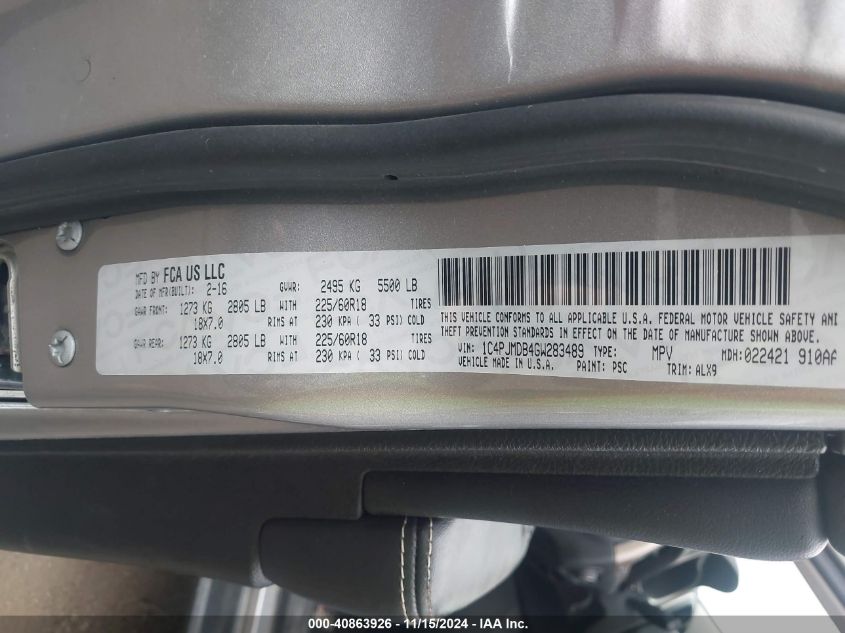 MFD BY FCA US LLC
DATE OF MFR(BUILT): 2-16 GVWR: 2495 KG 5500 LB
GAWR FRONT: 1273 KG 2805 LB WITH 225/60R18 TIRES
18X7.0 RIMS AT 230 KPA ( 33 PSI) COLD
GAWR REAR: 1273 KG 2805 LB WITH 225/60R18 TIRES
18X7.0 RIMS AT 230 KPA ( 33 PSI) COLD
THIS VEHICLE CONFORMS TO ALL APPLICABLE U.S.A. FEDERAL MOTOR VEHICLE SAFETY AND
THEFT PREVENTION STANDARDS IN EFFECT ON THE DATE OF MANUFACTURE SHOWN ABOVE.
VIN: 1C4PJMDB4GW283489 TYPE: MPV MDH: 022421 910AA
VEHICLE MADE IN U.S.A. PAINT: PSC TRIM: ALX9
000-40863926 - 11/15/2024 - IAA Inc.